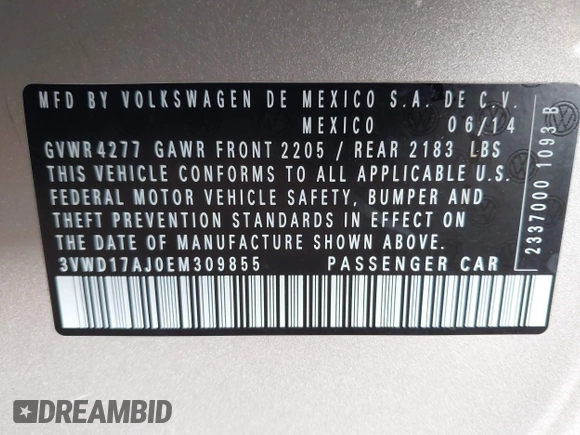 MFD BY VOLKSWAGEN DE MEXICO S.A. DE C.V.
MEXICO 06/14
GVWR 4277 GAWR FRONT 2205 / REAR 2183 LBS
THIS VEHICLE CONFORMS TO ALL APPLICABLE U.S.
FEDERAL MOTOR VEHICLE SAFETY, BUMPER AND
THEFT PREVENTION STANDARDS IN EFFECT ON
THE DATE OF MANUFACTURE SHOWN ABOVE.
3VWD17AJ0EM309855 PASSENGER CAR
2337000 1093-B
DREAMBID